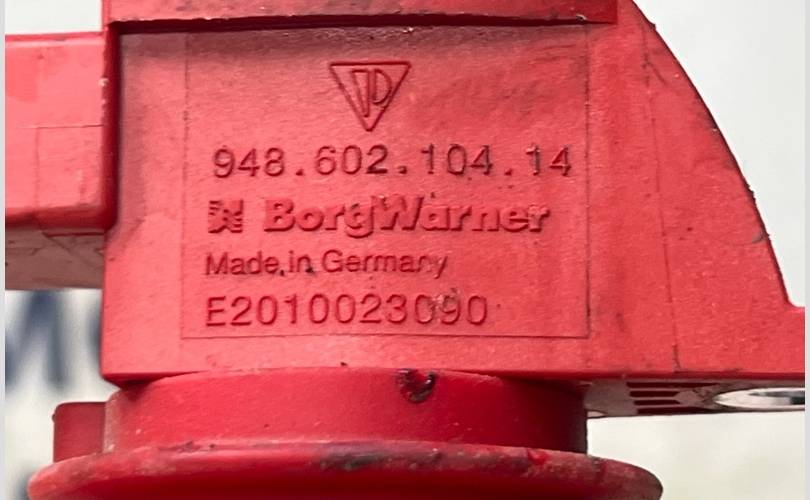 948.602.104.14
BorgWarner
Made in Germany
E2010023090